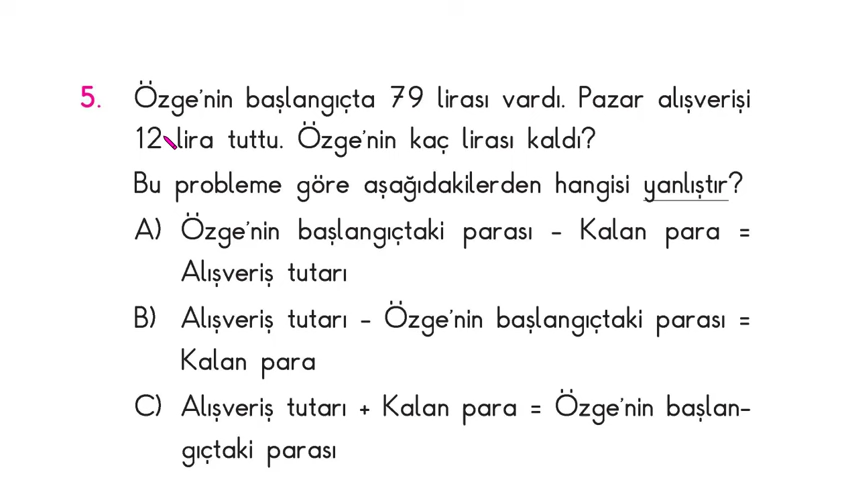 5. Özge'nin başlangıçta 79 lirası vardı. Pazar alışverişi
12 lira tuttu. Özge'nin kaç lirası kaldı?
Bu probleme göre aşağıdakilerden hangisi yanlıştır?
A) Özge'nin başlangıçtaki parası - Kalan para =
Alışveriş tutarı
B) Alışveriş tutarı - Özge'nin başlangıçtaki parası =
Kalan para
C) Alışveriş tutarı + Kalan para = Özge'nin başlan-
gıçtaki parası